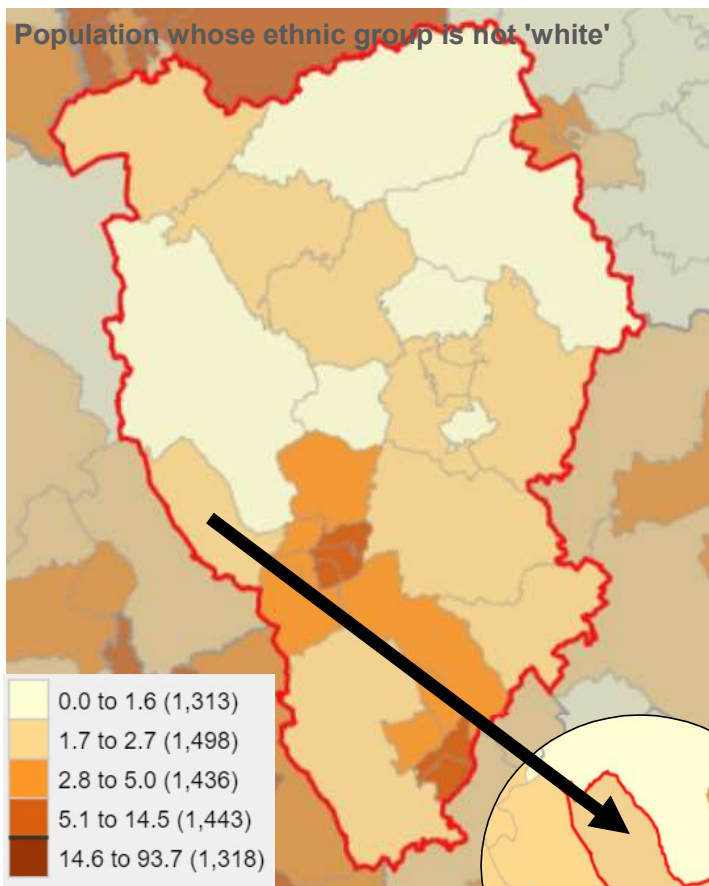 Population whose ethnic group is not 'white'
0.0 to 1.6 (1,313)
1.7 to 2.7 (1,498)
2.8 to 5.0 (1,436)
5.1 to 14.5 (1,443)
14.6 to 93.7 (1,318)